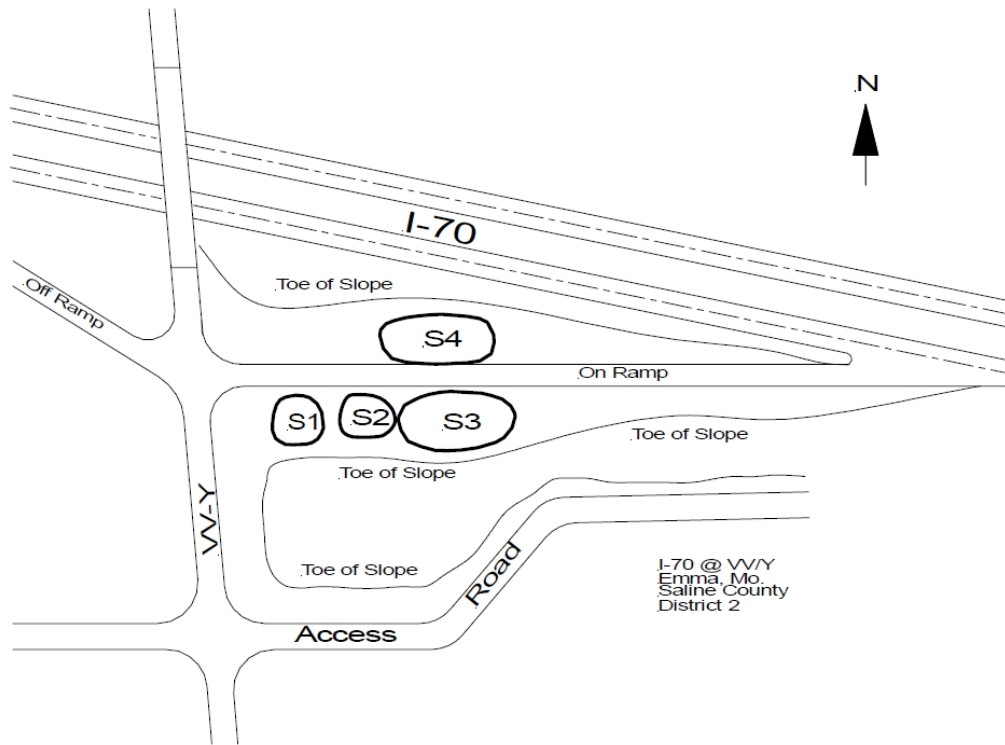 N
I-70
Toe of Slope
Off Ramp
S4
On Ramp
S1
S2
S3
Toe of Slope
Toe of Slope
VV-Y
Toe of Slope
Road
Access
I-70 @ VV/Y
Emma, Mo.
Saline County
District 2